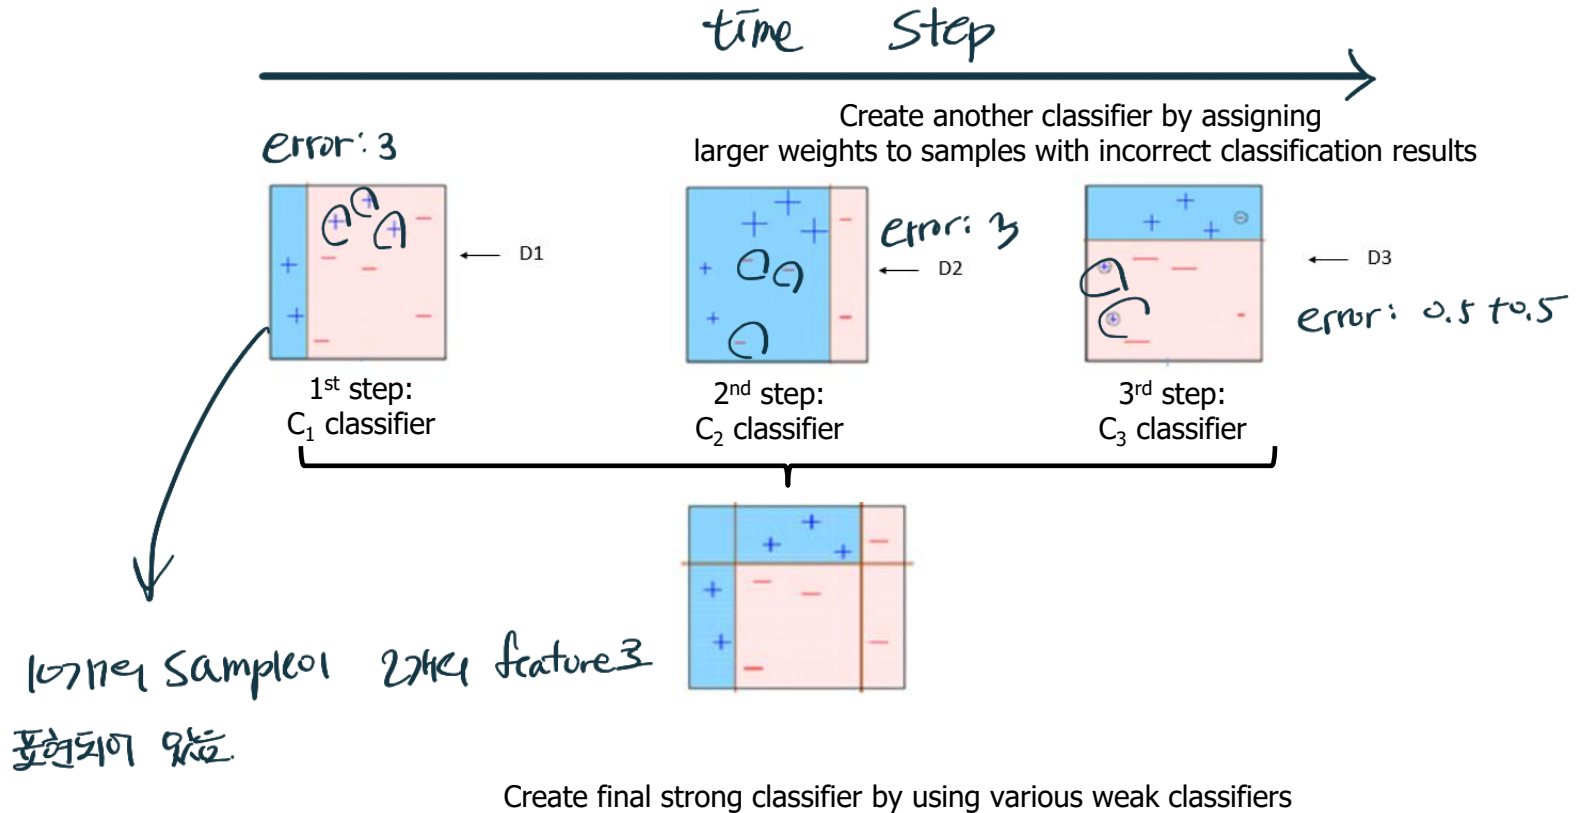 time step
Create another classifier by assigning
larger weights to samples with incorrect classification results
error: 3
error: 3
D1
D2
D3
error: 0.5 +0.5
1st step:
C1 classifier
2nd step:
C2 classifier
3rd step:
C3 classifier
10개의 sample이 2개의 feature로
표현되어 있음.
Create final strong classifier by using various weak classifiers